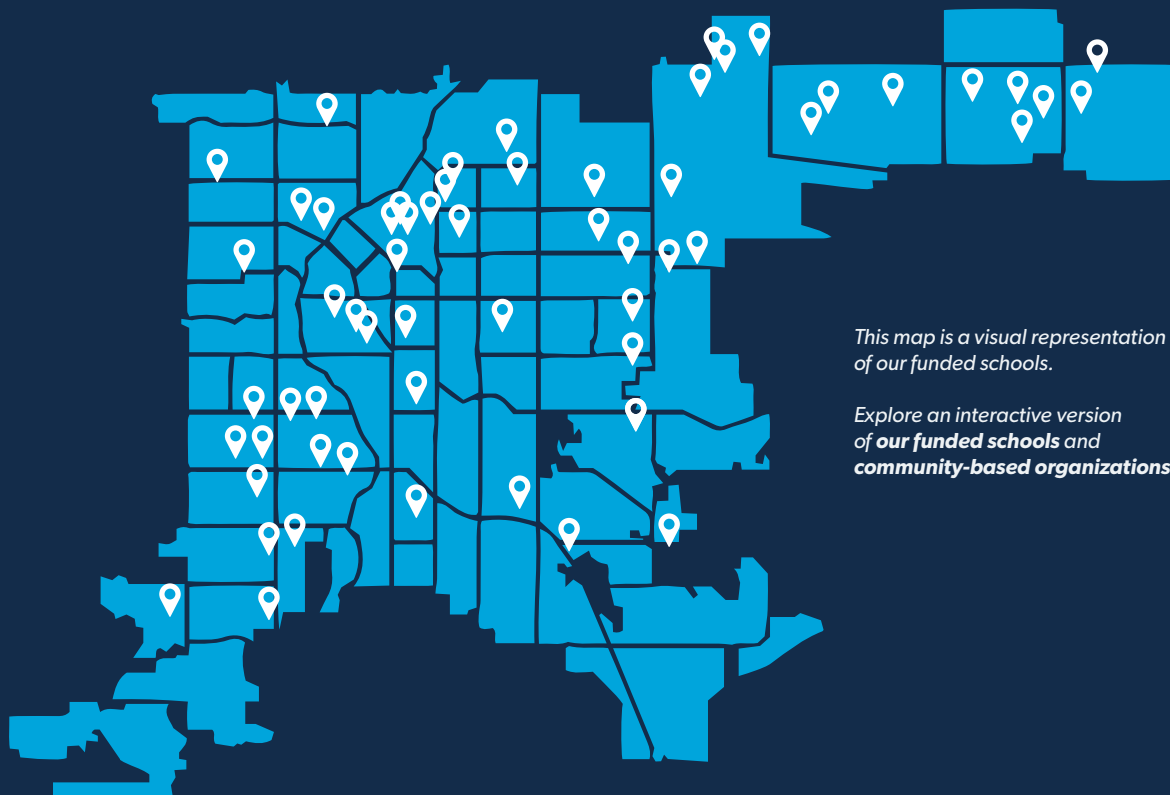 This map is a visual representation
of our funded schools.
Explore an interactive version
of our funded schools and
community-based organizations